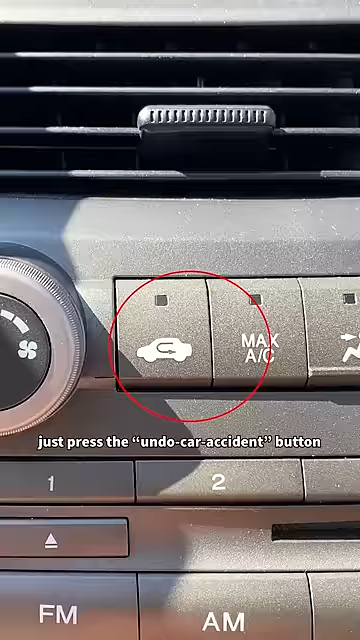 MAX
A/C
just press the “undo-car-accident” button
1
2
FM
AM